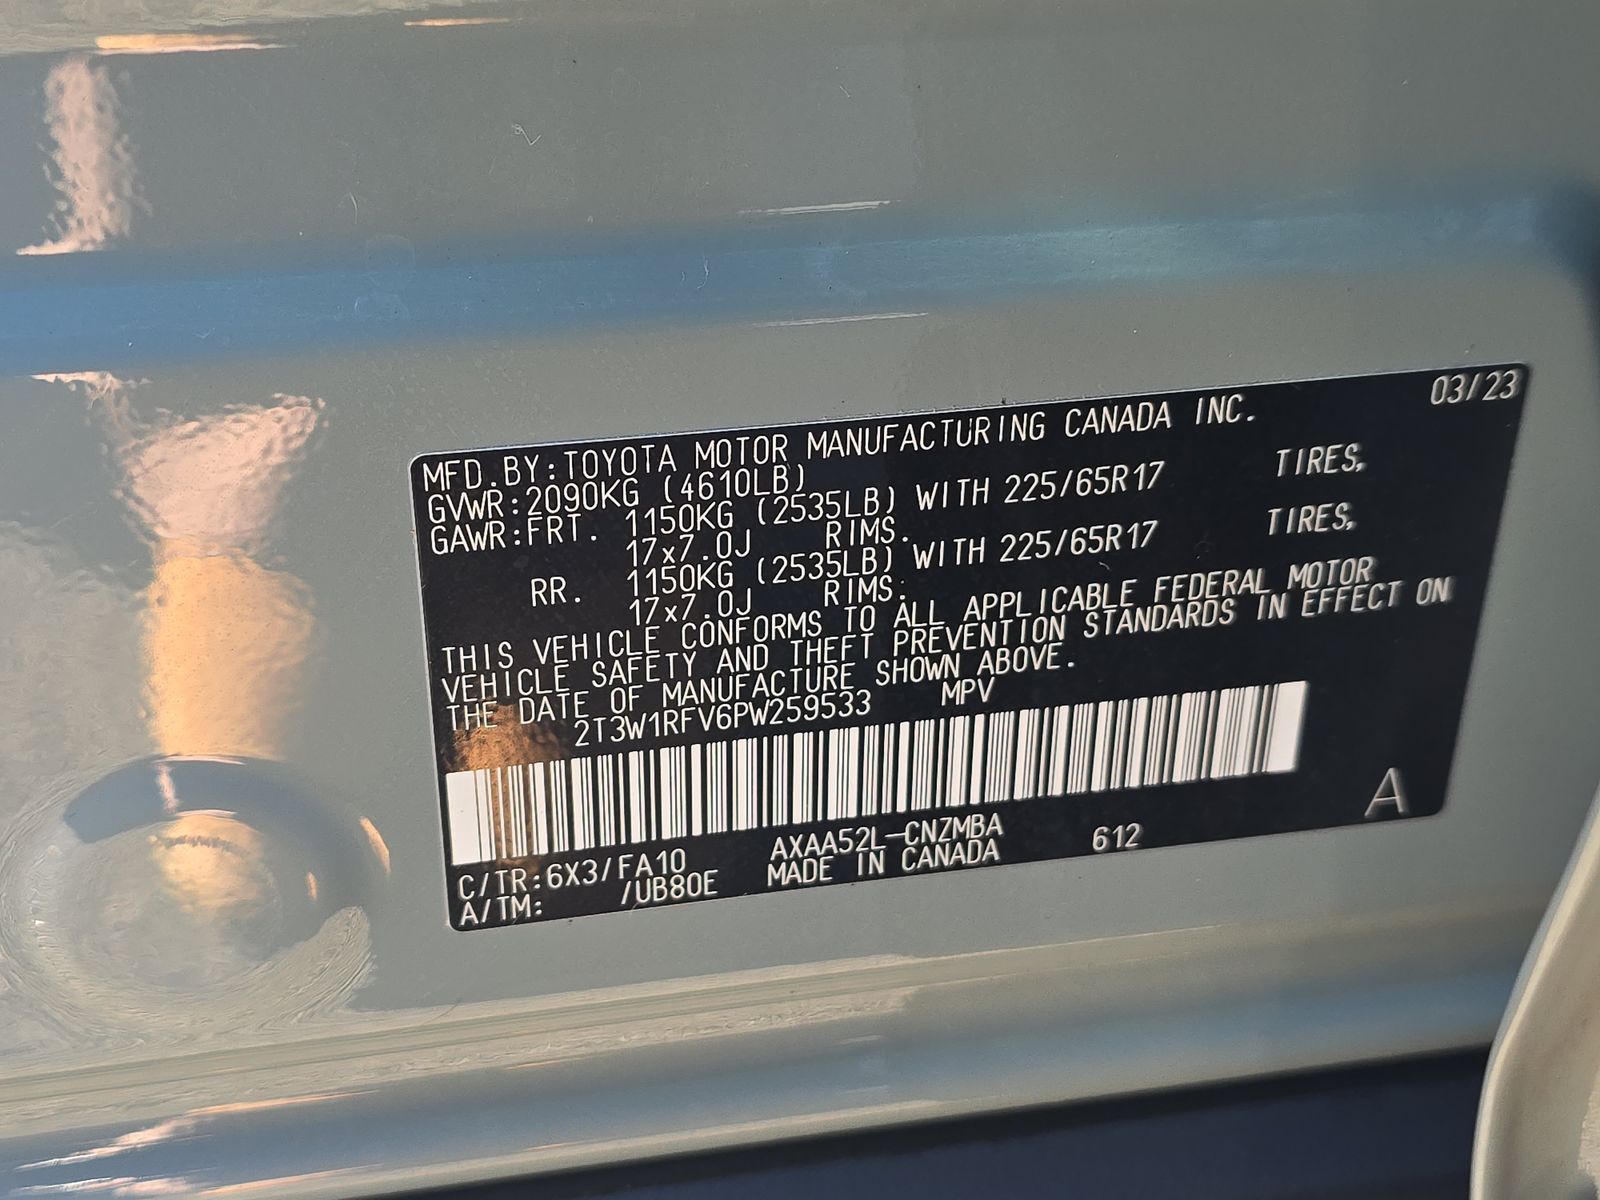 03/23
MFD.BY:TOYOTA MOTOR MANUFACTURING CANADA INC.
GVWR:2090KG (4610LB)
GAWR:FRT. 1150KG (2535LB) WITH 225/65R17 TIRES,
17x7.0J RIMS.
RR. 1150KG (2535LB) WITH 225/65R17 TIRES,
17x7.0J RIMS.
THIS VEHICLE CONFORMS TO ALL APPLICABLE FEDERAL MOTOR
VEHICLE SAFETY AND THEFT PREVENTION STANDARDS IN EFFECT ON
THE DATE OF MANUFACTURE SHOWN ABOVE.
2T3W1RFV6PW259533 MPV
C/TR:6X3/FA10 AXAA52L-CNZMBA 612 A
A/TM: /UB80E MADE IN CANADA